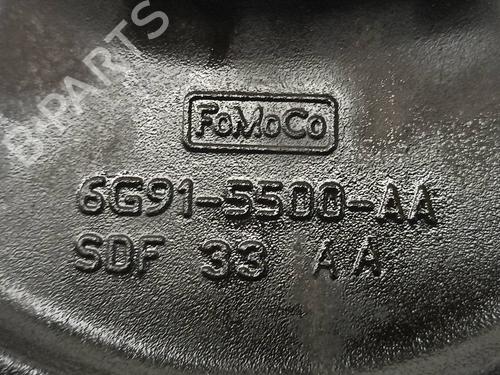 B-PARTS
FoMoCo
6G91-5500-AA
SDF 33 AA